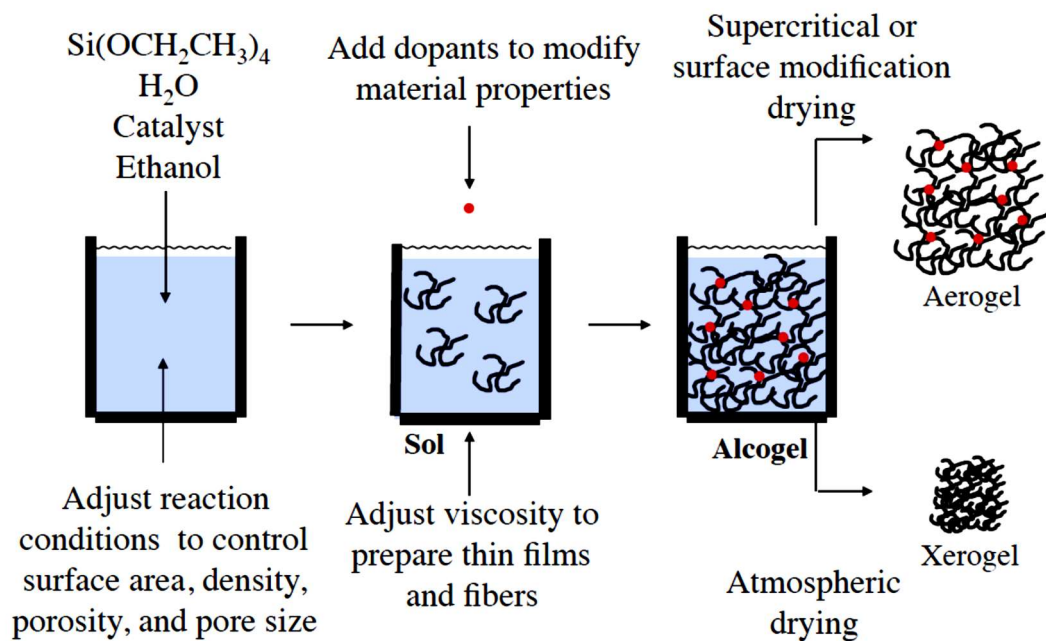 Si(OCH₂CH₃)₄
H₂O
Catalyst
Ethanol
Add dopants to modify
material properties
Supercritical or
surface modification
drying
Aerogel
Sol
Alcogel
Adjust reaction
conditions to control
surface area, density,
porosity, and pore size
Adjust viscosity to
prepare thin films
and fibers
Xerogel
Atmospheric
drying